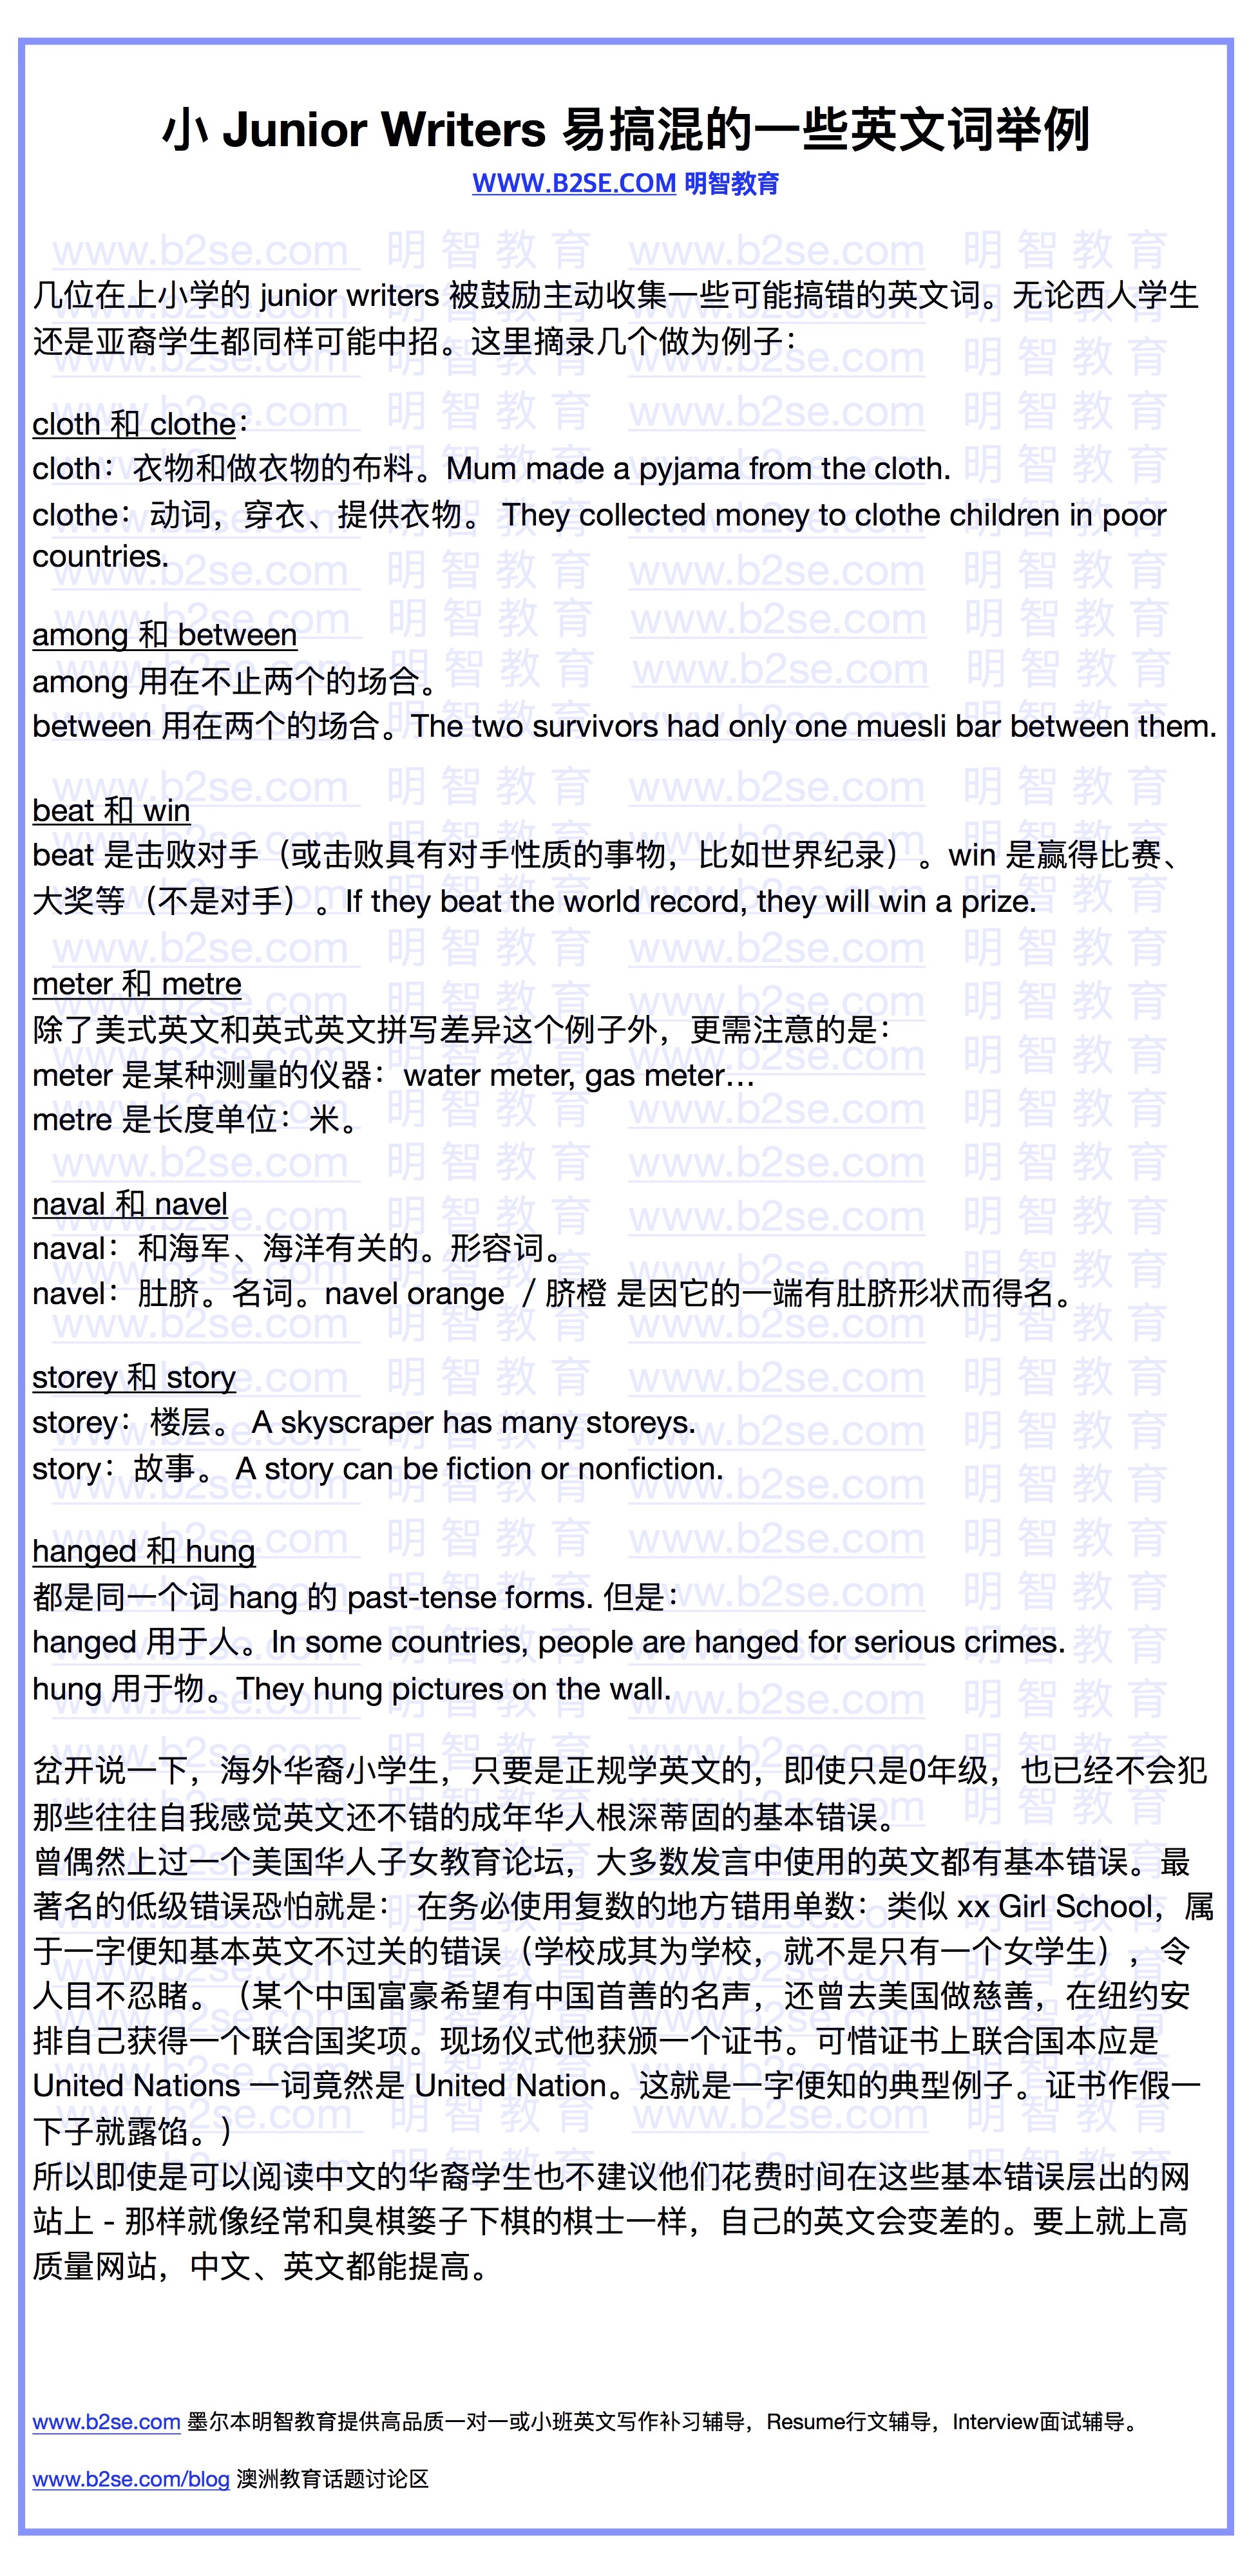 小 Junior Writers 易搞混的一些英文词举例
WWW.B2SE.COM 明智教育
几位在上小学的 junior writers 被鼓励主动收集一些可能搞错的英文词。无论西人学生
还是亚裔学生都同样可能中招。这里摘录几个做为例子：
cloth 和 clothe：
cloth：衣物和做衣物的布料。Mum made a pyjama from the cloth.
clothe：动词，穿衣、提供衣物。 They collected money to clothe children in poor
countries.
among 和 between
among 用在不止两个的场合。
between 用在两个的场合。The two survivors had only one muesli bar between them.
beat 和 win
beat 是击败对手（或击败具有对手性质的事物，比如世界纪录）。win 是赢得比赛、
大奖等（不是对手）。If they beat the world record, they will win a prize.
meter 和 metre
除了美式英文和英式英文拼写差异这个例子外，更需注意的是：
meter 是某种测量的仪器：water meter, gas meter…
metre 是长度单位：米。
naval 和 navel
naval：和海军、海洋有关的。形容词。
navel：肚脐。名词。navel orange / 脐橙 是因它的一端有肚脐形状而得名。
storey 和 story
storey：楼层。 A skyscraper has many storeys.
story：故事。 A story can be fiction or nonfiction.
hanged 和 hung
都是同一个词 hang 的 past-tense forms. 但是：
hanged 用于人。In some countries, people are hanged for serious crimes.
hung 用于物。They hung pictures on the wall.
岔开说一下，海外华裔小学生，只要是正规学英文的，即使只是0年级，也已经不会犯
那些往往自我感觉英文还不错的成年华人根深蒂固的基本错误。
曾偶然上过一个美国华人子女教育论坛，大多数发言中使用的英文都有基本错误。最
著名的低级错误恐怕就是： 在务必使用复数的地方错用单数：类似 xx Girl School，属
于一字便知基本英文不过关的错误（学校成其为学校，就不是只有一个女学生），令
人目不忍睹。（某个中国富豪希望有中国首善的名声，还曾去美国做慈善，在纽约安
排自己获得一个联合国奖项。现场仪式他获颁一个证书。可惜证书上联合国本应是
United Nations 一词竟然是 United Nation。这就是一字便知的典型例子。证书作假一
下子就露馅。）
所以即使是可以阅读中文的华裔学生也不建议他们花费时间在这些基本错误层出的网
站上 - 那样就像经常和臭棋篓子下棋的棋士一样，自己的英文会变差的。要上就上高
质量网站，中文、英文都能提高。
www.b2se.com 墨尔本明智教育提供高品质一对一或小班英文写作补习辅导，Resume行文辅导，Interview面试辅导。
www.b2se.com/blog 澳洲教育话题讨论区